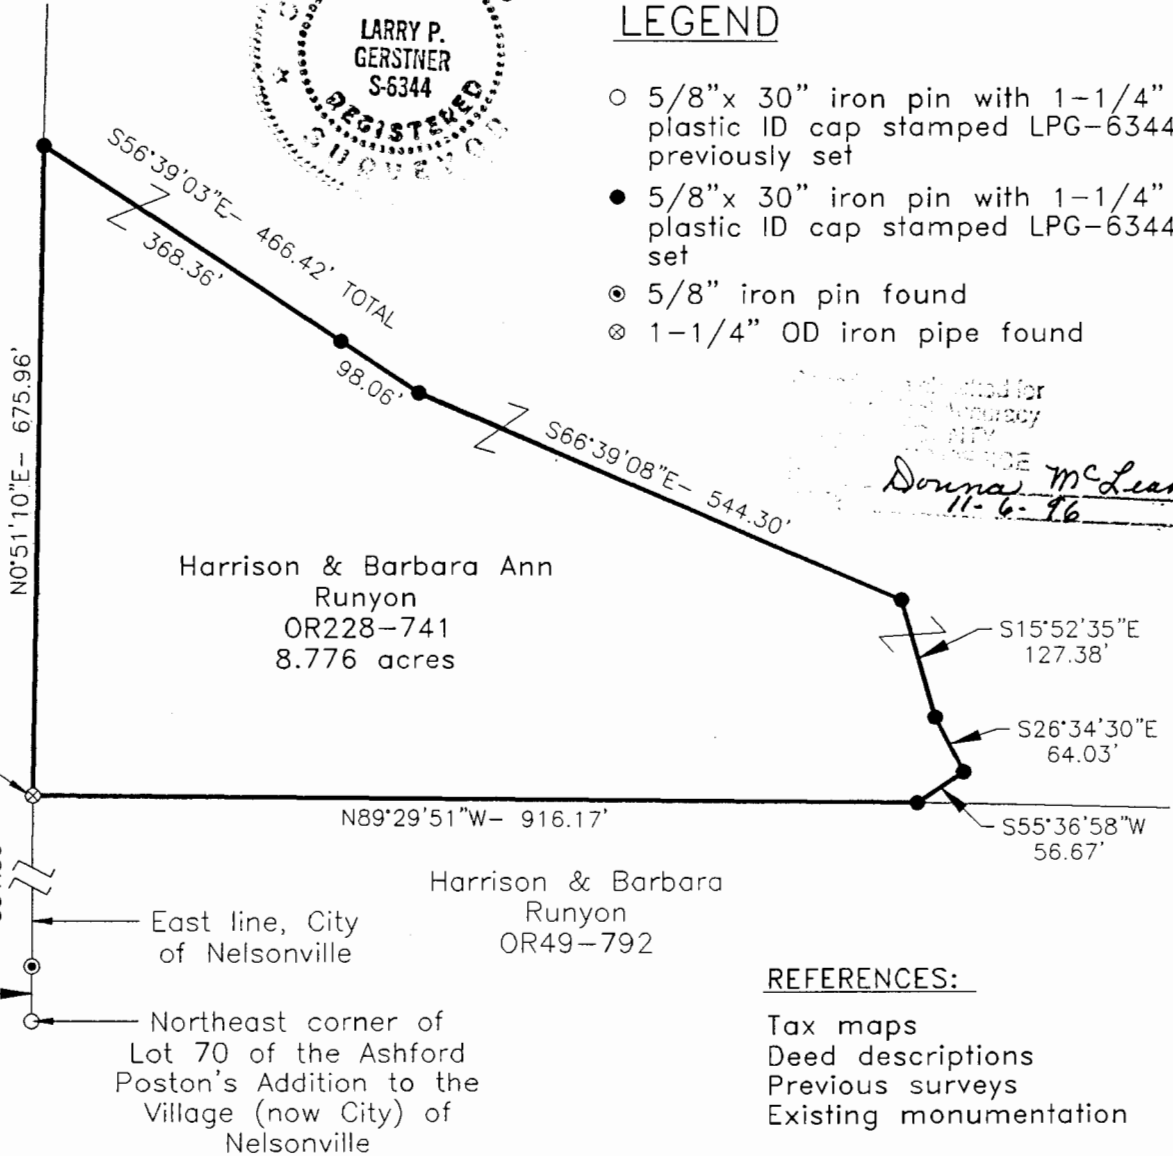 LARRY P.
GERSTNER
S-6344
REGISTERED
SURVEYOR
LEGEND
5/8"x 30" iron pin with 1-1/4"
plastic ID cap stamped LPG-6344
previously set
5/8"x 30" iron pin with 1-1/4"
plastic ID cap stamped LPG-6344
set
5/8" iron pin found
1-1/4" OD iron pipe found
for
Accuracy
Donna McLean
11-6-96
S56°39'03"E- 466.42' TOTAL
368.36'
98.06'
S66°39'08"E- 544.30'
N0°51'10"E- 675.96'
Harrison & Barbara Ann
Runyon
OR228-741
8.776 acres
S15°52'35"E
127.38'
S26°34'30"E
64.03'
S55°36'58"W
56.67'
N89°29'51"W- 916.17'
Harrison & Barbara
Runyon
OR49-792
East line, City
of Nelsonville
Northeast corner of
Lot 70 of the Ashford
Poston's Addition to the
Village (now City) of
Nelsonville
REFERENCES:
Tax maps
Deed descriptions
Previous surveys
Existing monumentation